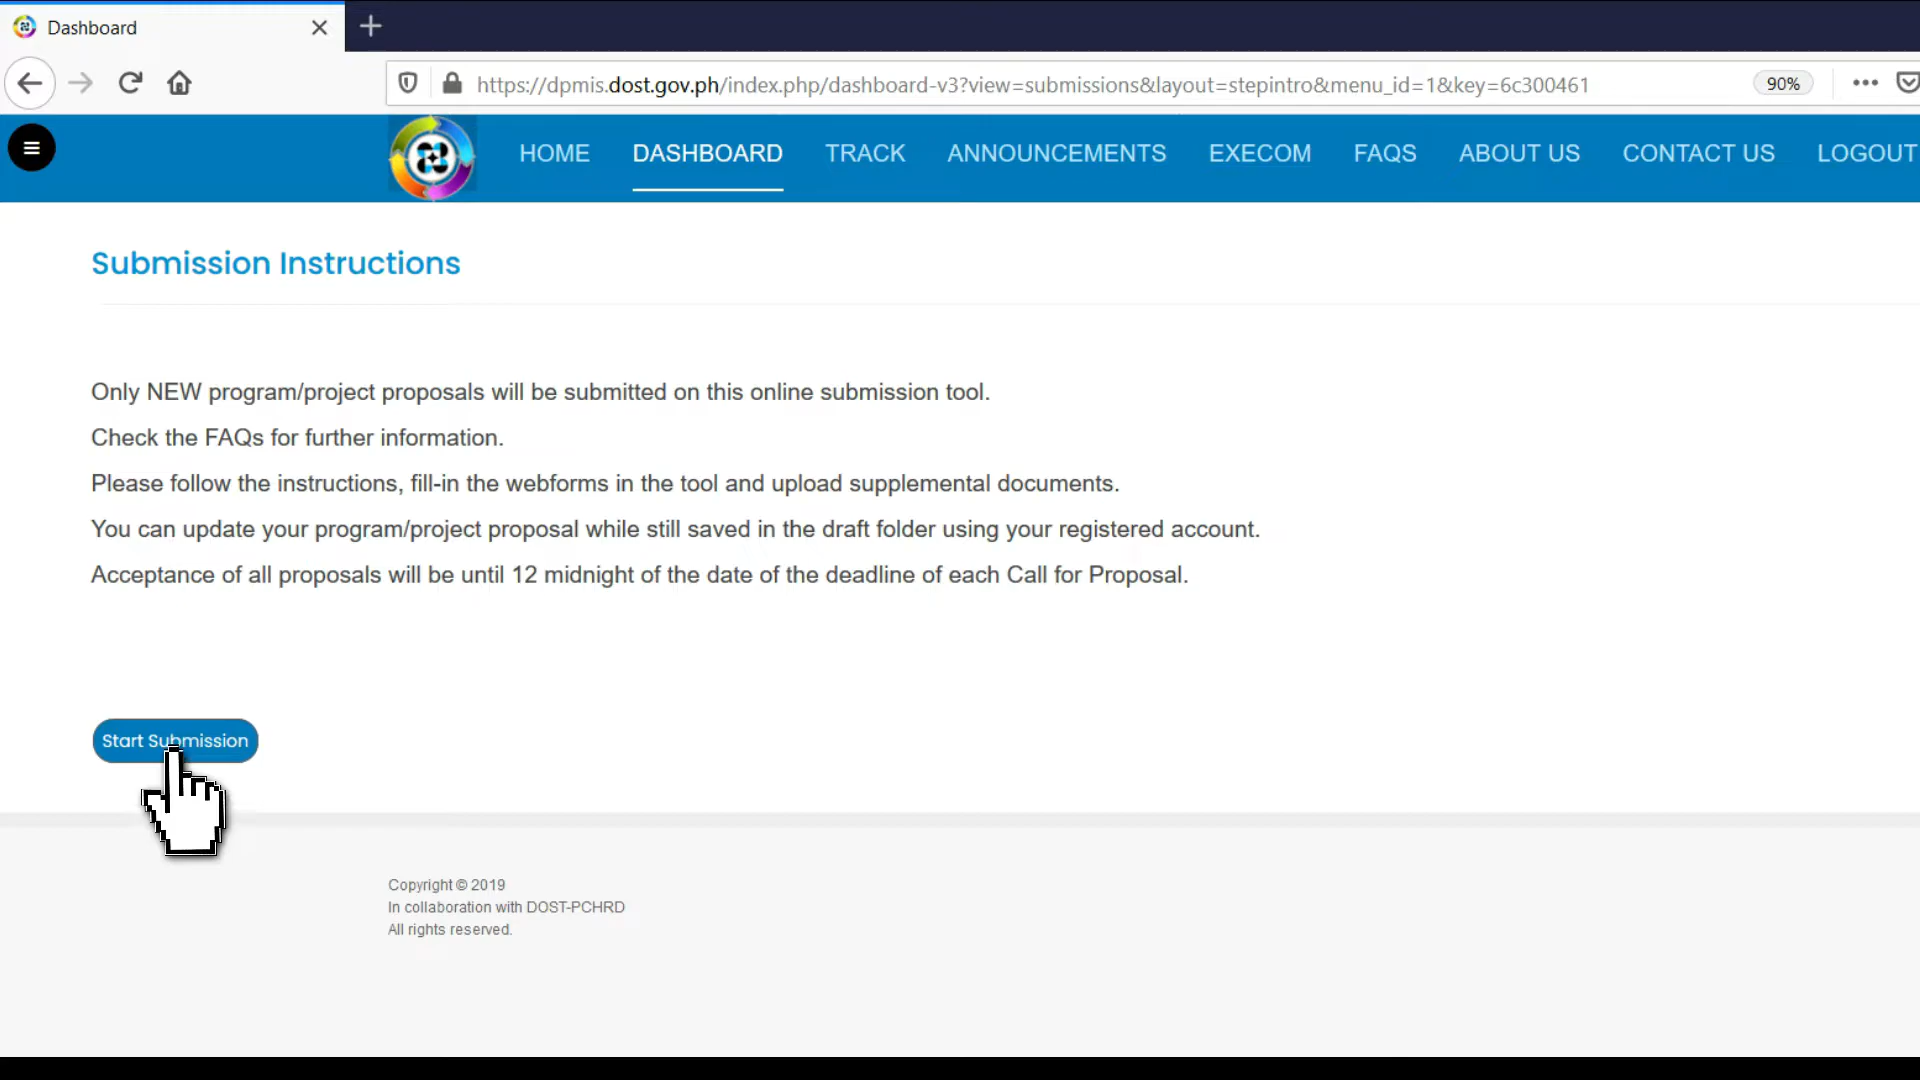 Dashboard
https://dpmis.dost.gov.ph/index.php/dashboard-v3?view=submissions&layout=stepintro&menu_id=1&key=6c300461
90%
HOME DASHBOARD TRACK ANNOUNCEMENTS EXECOM FAQS ABOUT US CONTACT US LOGOUT
Submission Instructions
Only NEW program/project proposals will be submitted on this online submission tool.
Check the FAQs for further information.
Please follow the instructions, fill-in the webforms in the tool and upload supplemental documents.
You can update your program/project proposal while still saved in the draft folder using your registered account.
Acceptance of all proposals will be until 12 midnight of the date of the deadline of each Call for Proposal.
Start Submission
Copyright © 2019
In collaboration with DOST-PCHRD
All rights reserved.